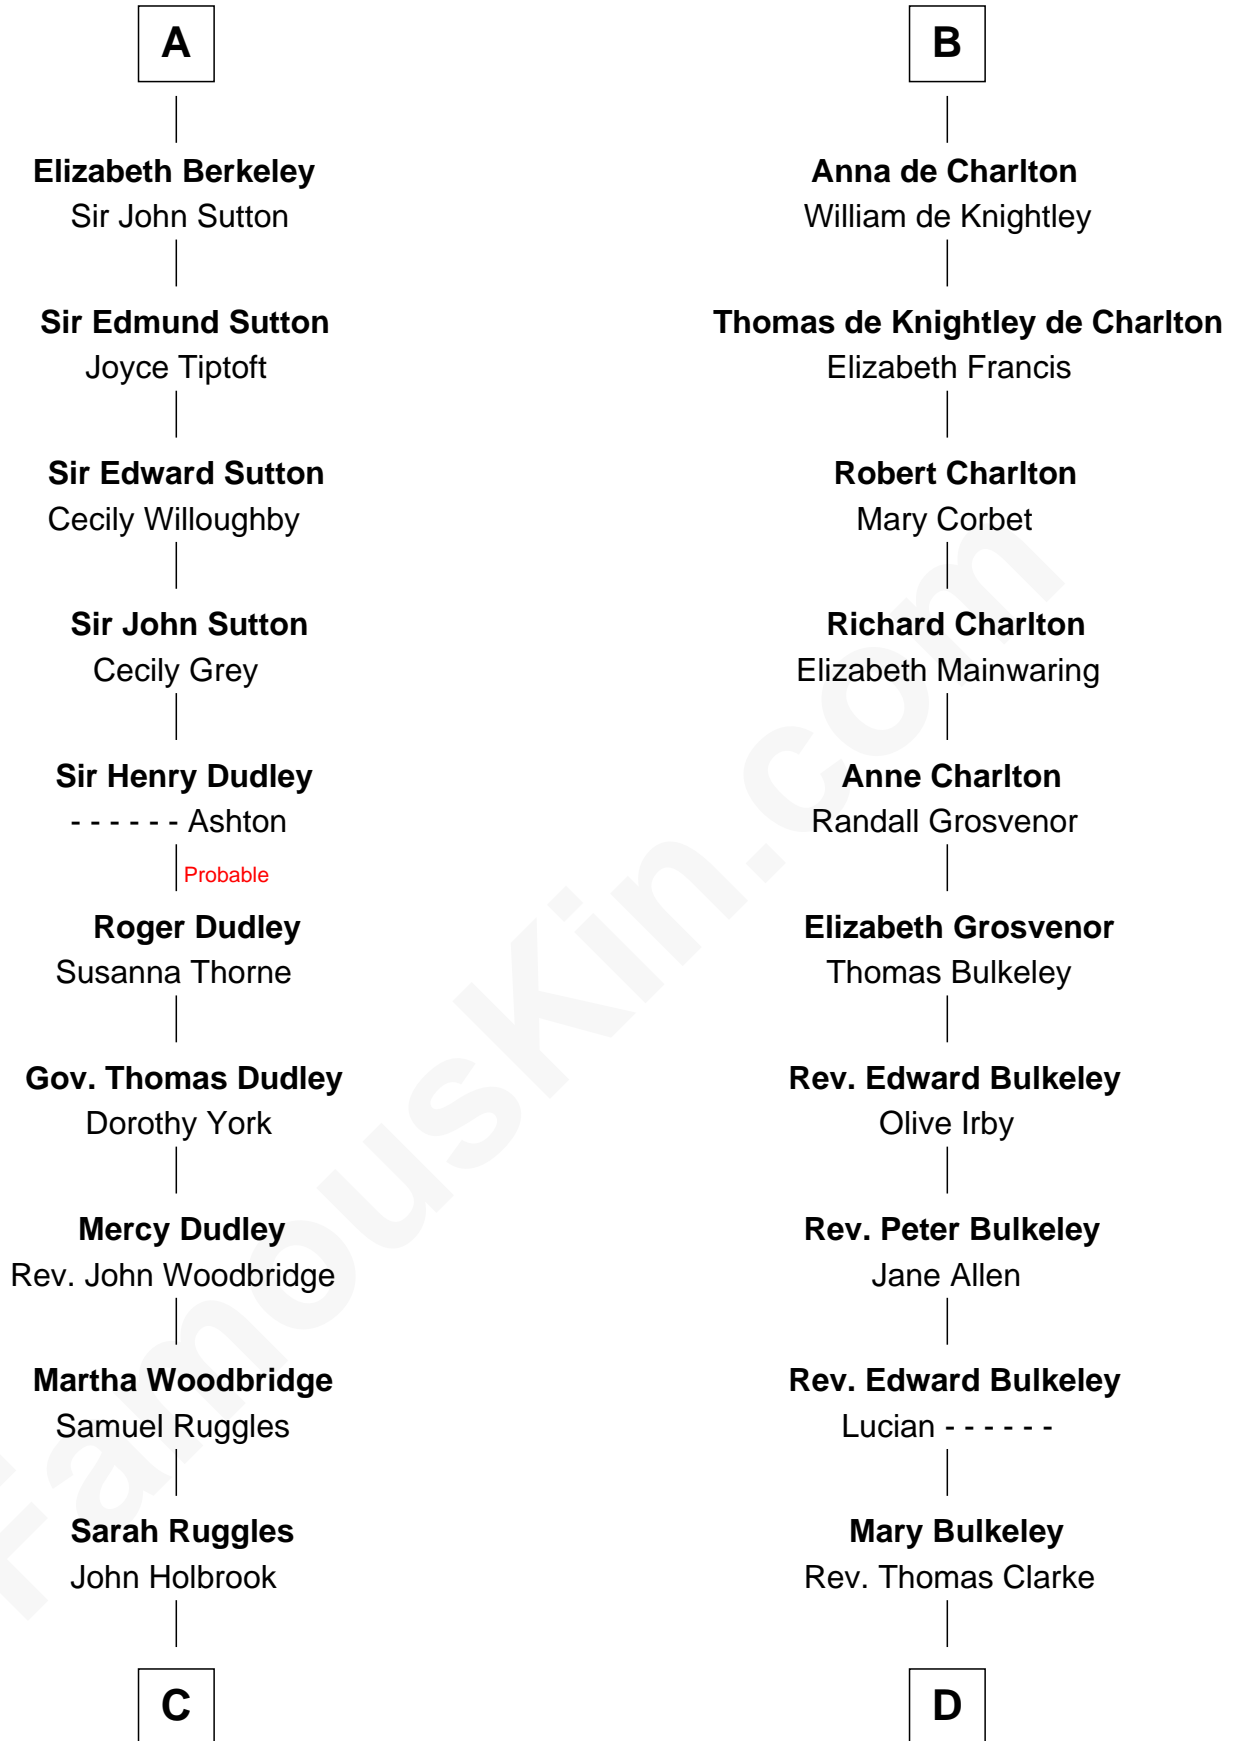 A
Elizabeth Berkeley
Sir John Sutton
Sir Edmund Sutton
Joyce Tiptoft
Sir Edward Sutton
Cecily Willoughby
Sir John Sutton
Cecily Grey
Sir Henry Dudley
- - - - - - Ashton
Probable
Roger Dudley
Susanna Thorne
Gov. Thomas Dudley
Dorothy York
Mercy Dudley
Rev. John Woodbridge
Martha Woodbridge
Samuel Ruggles
Sarah Ruggles
John Holbrook
C
B
Anna de Charlton
William de Knightley
Thomas de Knightley de Charlton
Elizabeth Francis
Robert Charlton
Mary Corbet
Richard Charlton
Elizabeth Mainwaring
Anne Charlton
Randall Grosvenor
Elizabeth Grosvenor
Thomas Bulkeley
Rev. Edward Bulkeley
Olive Irby
Rev. Peter Bulkeley
Jane Allen
Rev. Edward Bulkeley
Lucian - - - - - -
Mary Bulkeley
Rev. Thomas Clarke
D
FamousKin.com